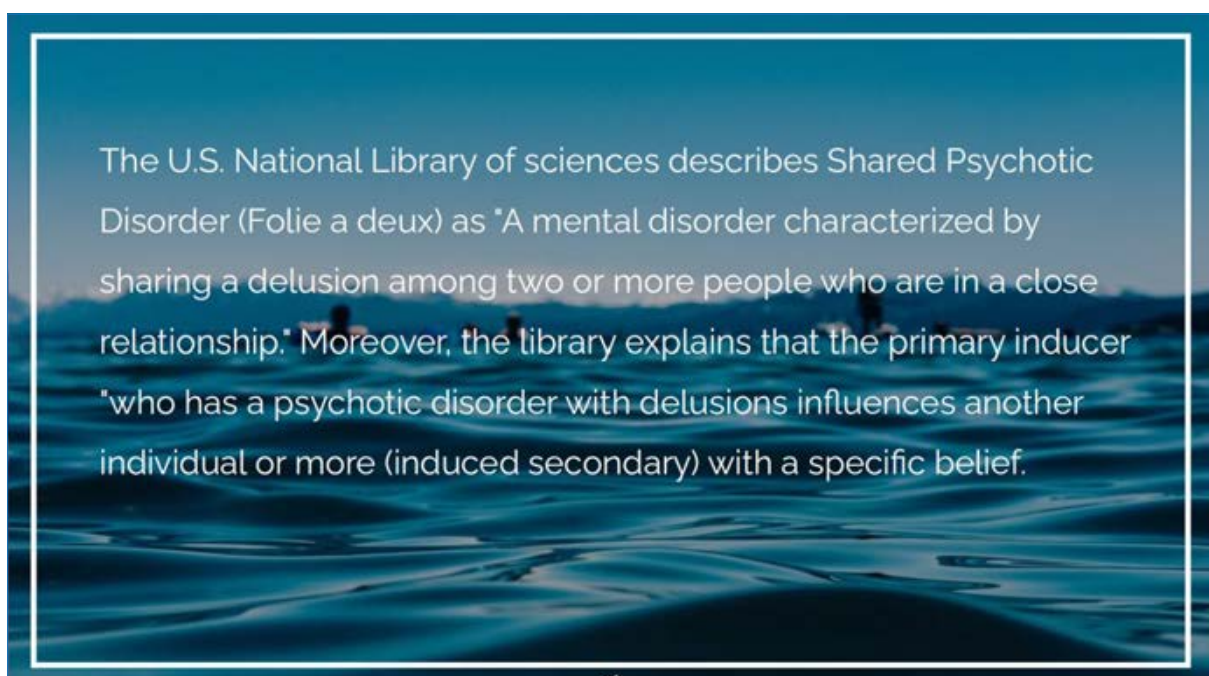 The U.S. National Library of sciences describes Shared Psychotic
Disorder (Folie a deux) as "A mental disorder characterized by
sharing a delusion among two or more people who are in a close
relationship." Moreover, the library explains that the primary inducer
"who has a psychotic disorder with delusions influences another
individual or more (induced secondary) with a specific belief.